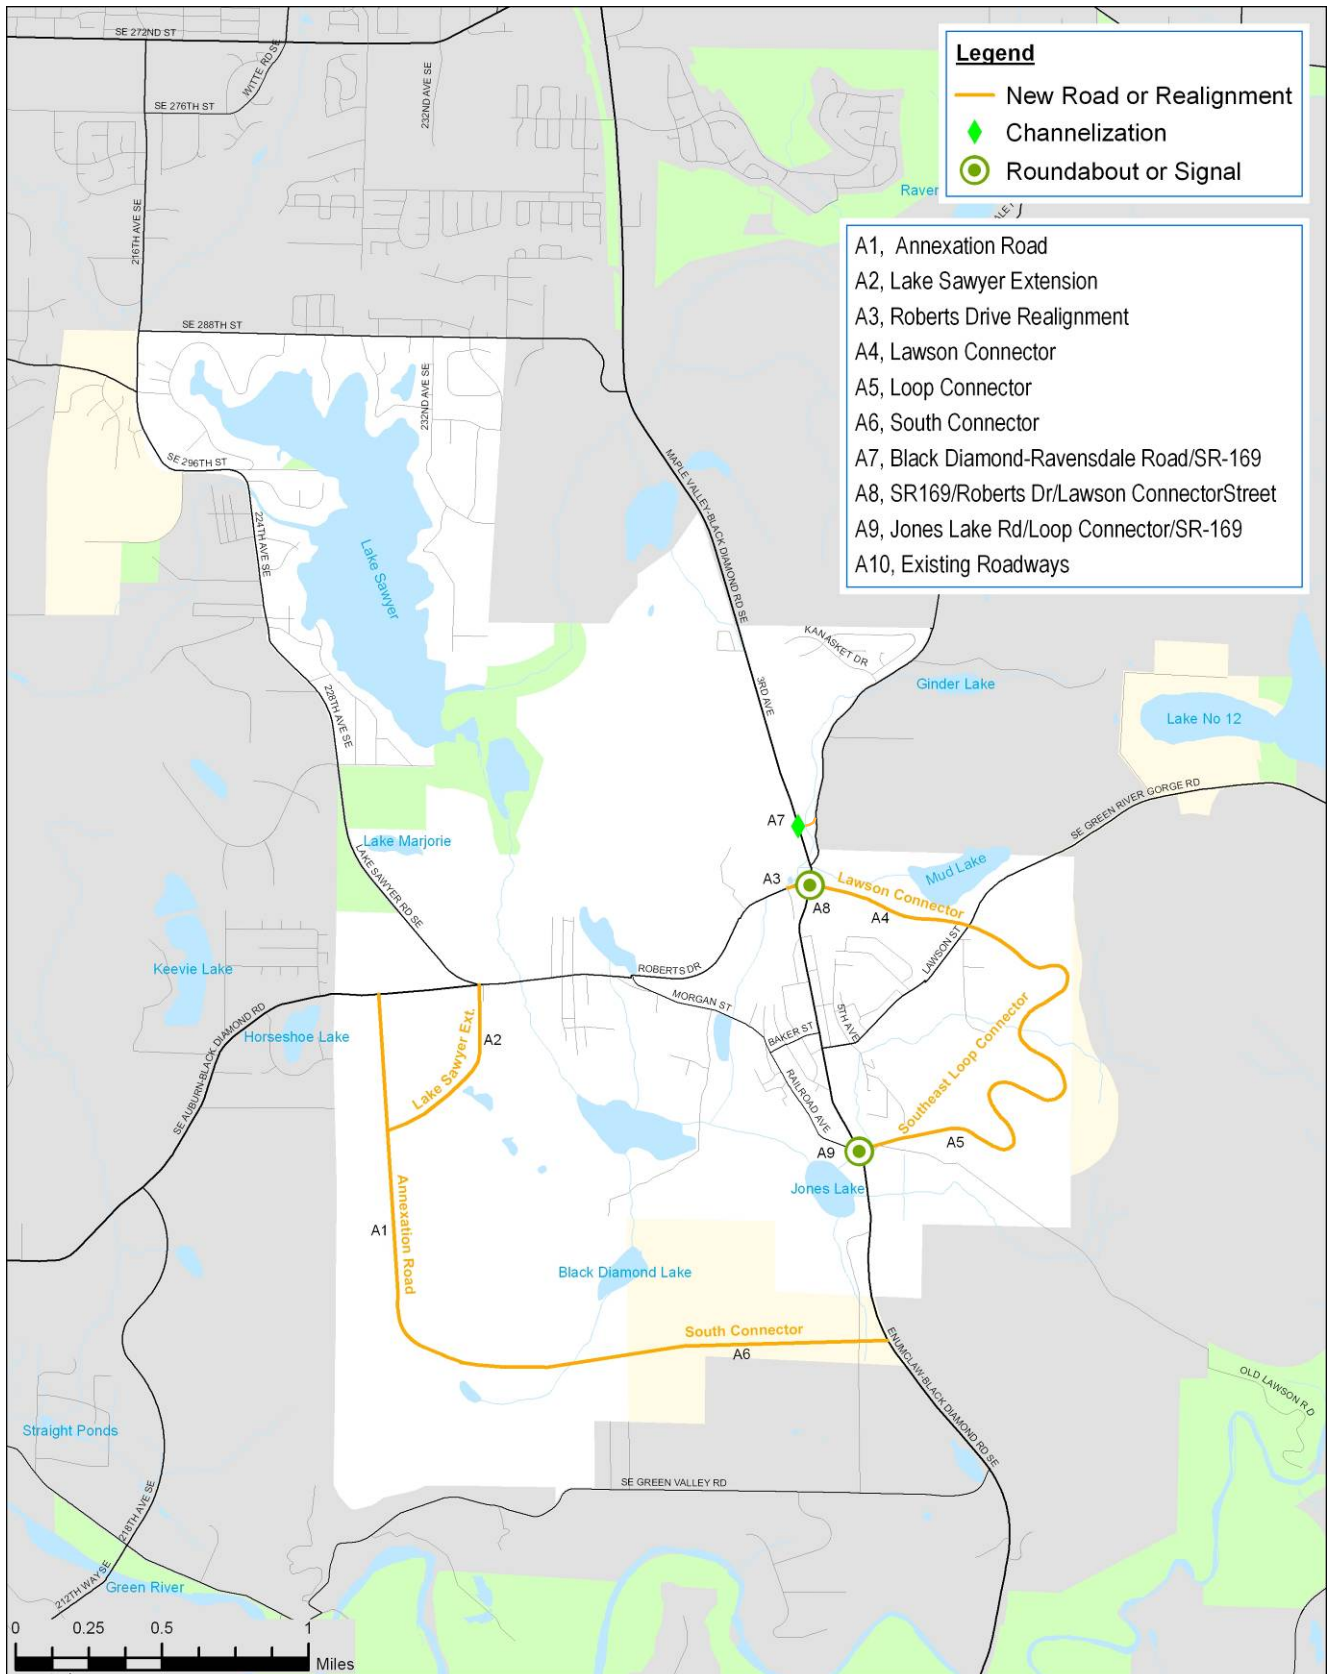 SE 272ND ST
WITTE RD SE
SE 276TH ST
232ND AVE SE
216TH AVE SE
Legend
New Road or Realignment
Channelization
Roundabout or Signal
Raven
A1, Annexation Road
A2, Lake Sawyer Extension
A3, Roberts Drive Realignment
A4, Lawson Connector
A5, Loop Connector
A6, South Connector
A7, Black Diamond-Ravensdale Road/SR-169
A8, SR169/Roberts Dr/Lawson ConnectorStreet
A9, Jones Lake Rd/Loop Connector/SR-169
A10, Existing Roadways
SE 288TH ST
232ND AVE SE
SE 296TH ST
224TH AVE SE
Lake Sawyer
MAPLE VALLEY-BLACK DIAMOND RD SE
KANASKET DR
3RD AVE
Ginder Lake
Lake No 12
228TH AVE SE
SE GREEN RIVER GORGE RD
A7
Lake Marjorie
LAKE SAWYER RD SE
Mud Lake
A3
Lawson Connector
A8
A4
LAWSON ST
Keevie Lake
ROBERTS DR
MORGAN ST
5TH AVE
BAKER ST
SE AUBURN-BLACK DIAMOND RD
Horseshoe Lake
A2
Lake Sawyer Ext.
Southeast Loop Connector
RAILROAD AVE
A5
A9
Jones Lake
A1
Annexation Road
Black Diamond Lake
South Connector
A6
ENUMCLAW-BLACK DIAMOND RD SE
OLD LAWSON RD
Straight Ponds
SE GREEN VALLEY RD
218TH AVE SE
212TH WAY SE
Green River
0 0.25 0.5 1
Miles